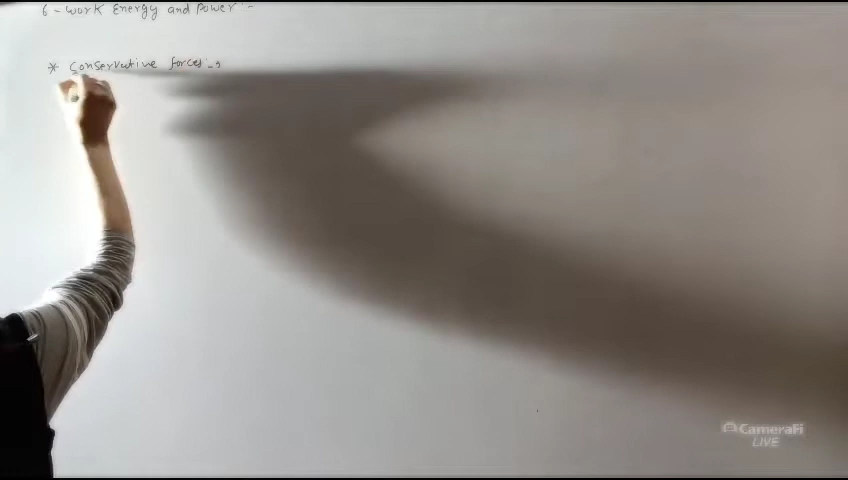 6 - Work Energy and Power :-
* Conservative forces :-
CameraFi
LIVE